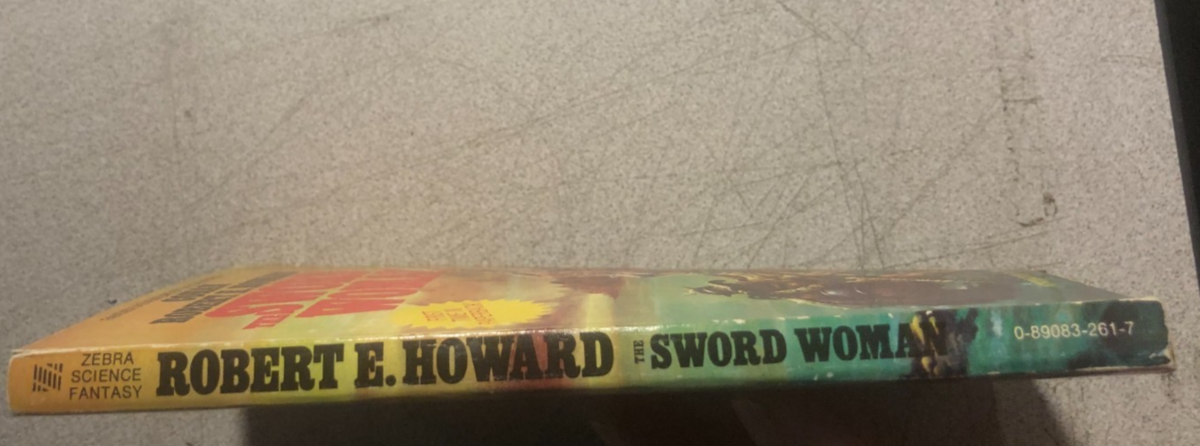 ZEBRA
SCIENCE
FANTASY
ROBERT E. HOWARD
THE
SWORD WOMAN
0-89083-261-7